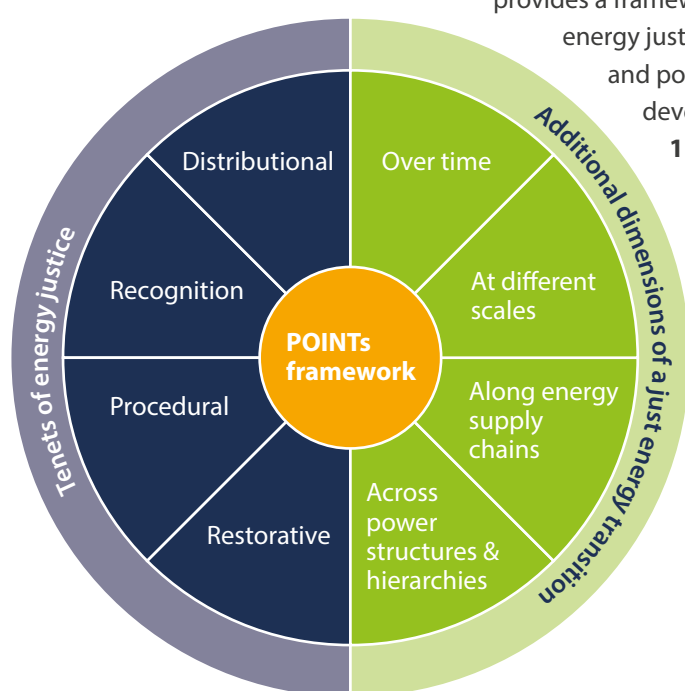 provides a framew
energy just
and po
deve
1
Tenets of energy justice
Additional dimensions of a just energy transition
Distributional
Recognition
Procedural
Restorative
POINTs
framework
Over time
At different
scales
Along energy
supply
chains
Across
power
structures &
hierarchies